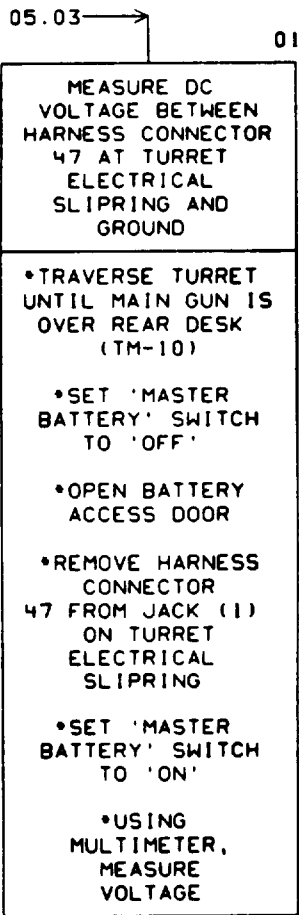 05.03
01
MEASURE DC
VOLTAGE BETWEEN
HARNESS CONNECTOR
47 AT TURRET
ELECTRICAL
SLIPRING AND
GROUND
*TRAVERSE TURRET
UNTIL MAIN GUN IS
OVER REAR DESK
(TM-10)
*SET 'MASTER
BATTERY' SWITCH
TO 'OFF'
*OPEN BATTERY
ACCESS DOOR
*REMOVE HARNESS
CONNECTOR
47 FROM JACK (1)
ON TURRET
ELECTRICAL
SLIPRING
*SET 'MASTER
BATTERY' SWITCH
TO 'ON'
*USING
MULTIMETER,
MEASURE
VOLTAGE